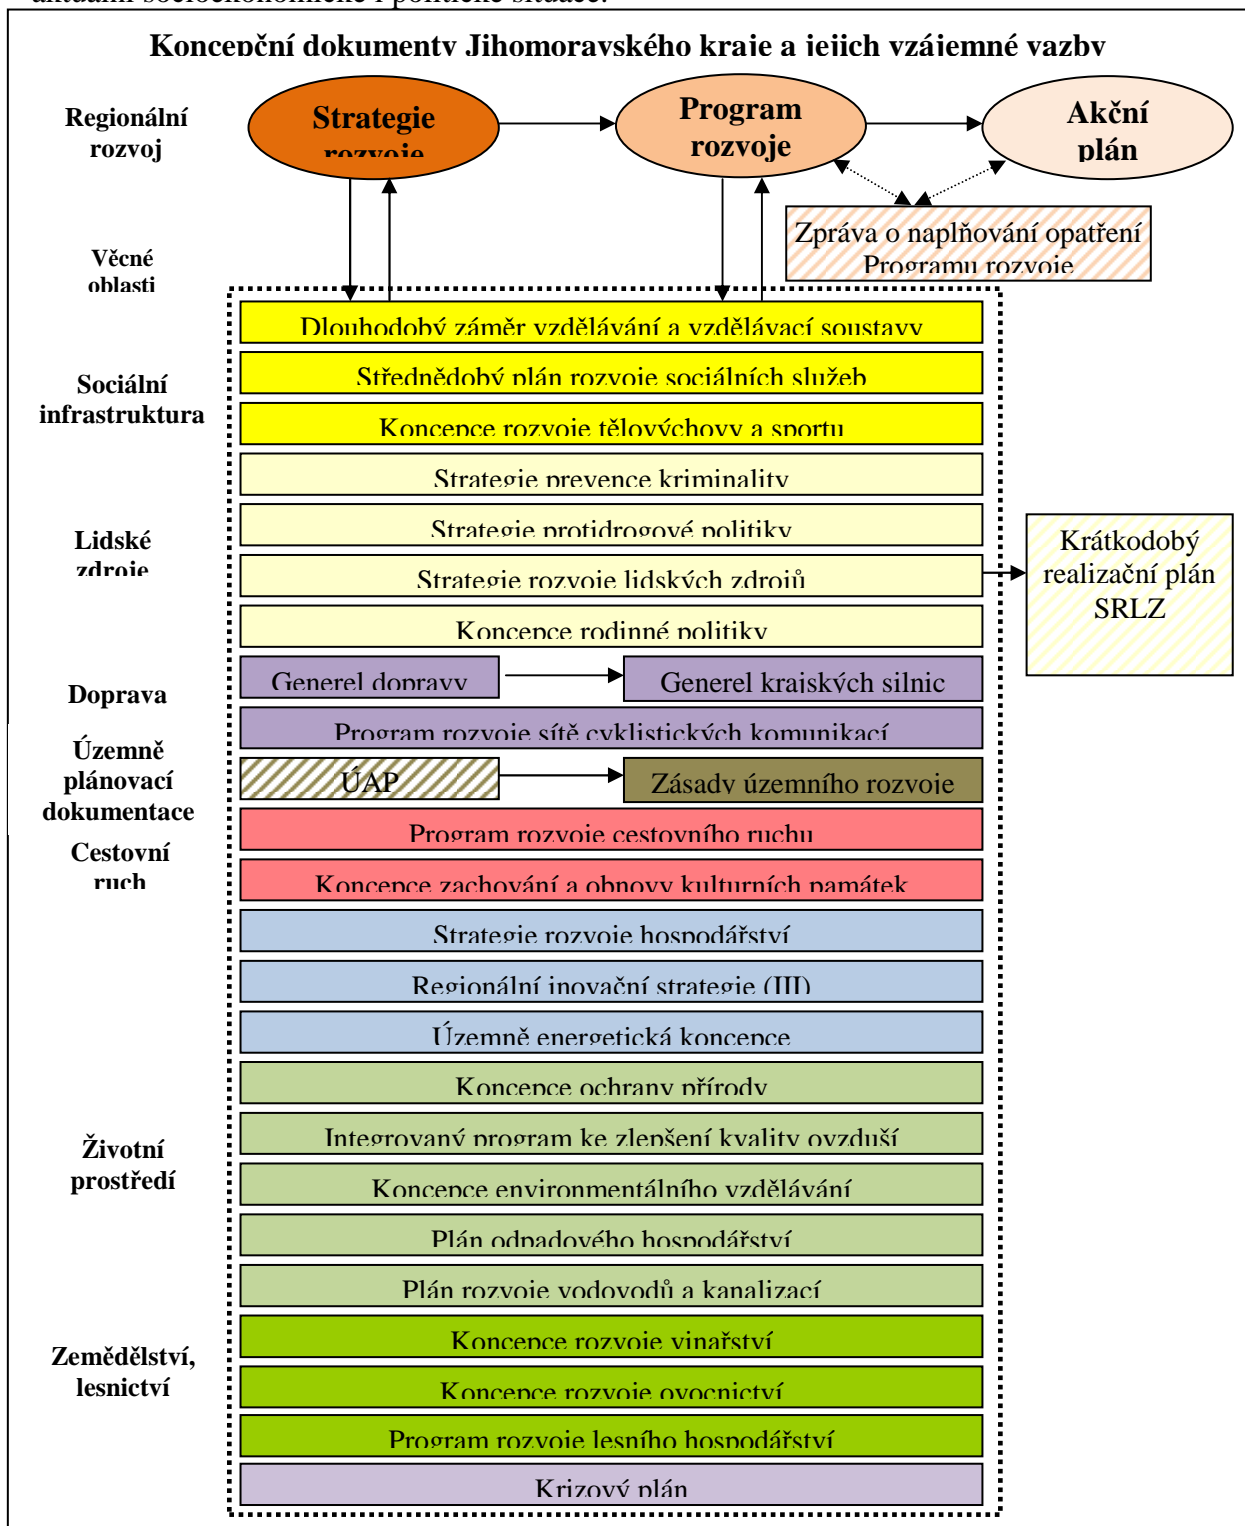 aktuální socioekonomické i politické situace.
Koncepční dokumenty Jihomoravského kraje a jejich vzájemné vazby
Regionální
rozvoj
Strategie
rozvoje
Program
rozvoje
Akční
plán
Zpráva o naplňování opatření
Programu rozvoje
Věcné
oblasti
Dlouhodobý záměr vzdělávání a vzdělávací soustavy
Sociální
infrastruktura
Střednědobý plán rozvoje sociálních služeb
Koncepce rozvoje tělovýchovy a sportu
Strategie prevence kriminality
Lidské
zdroje
Strategie protidrogové politiky
Strategie rozvoje lidských zdrojů
Krátkodobý
realizační plán
SRLZ
Koncepce rodinné politiky
Doprava
Generel dopravy
Generel krajských silnic
Program rozvoje sítě cyklistických komunikací
Územně
plánovací
dokumentace
ÚAP
Zásady územního rozvoje
Cestovní
ruch
Program rozvoje cestovního ruchu
Koncepce zachování a obnovy kulturních památek
Strategie rozvoje hospodářství
Regionální inovační strategie (III)
Územně energetická koncepce
Koncepce ochrany přírody
Životní
prostředí
Integrovaný program ke zlepšení kvality ovzduší
Koncepce environmentálního vzdělávání
Plán odpadového hospodářství
Plán rozvoje vodovodů a kanalizací
Zemědělství,
lesnictví
Koncepce rozvoje vinařství
Koncepce rozvoje ovocnictví
Program rozvoje lesního hospodářství
Krizový plán